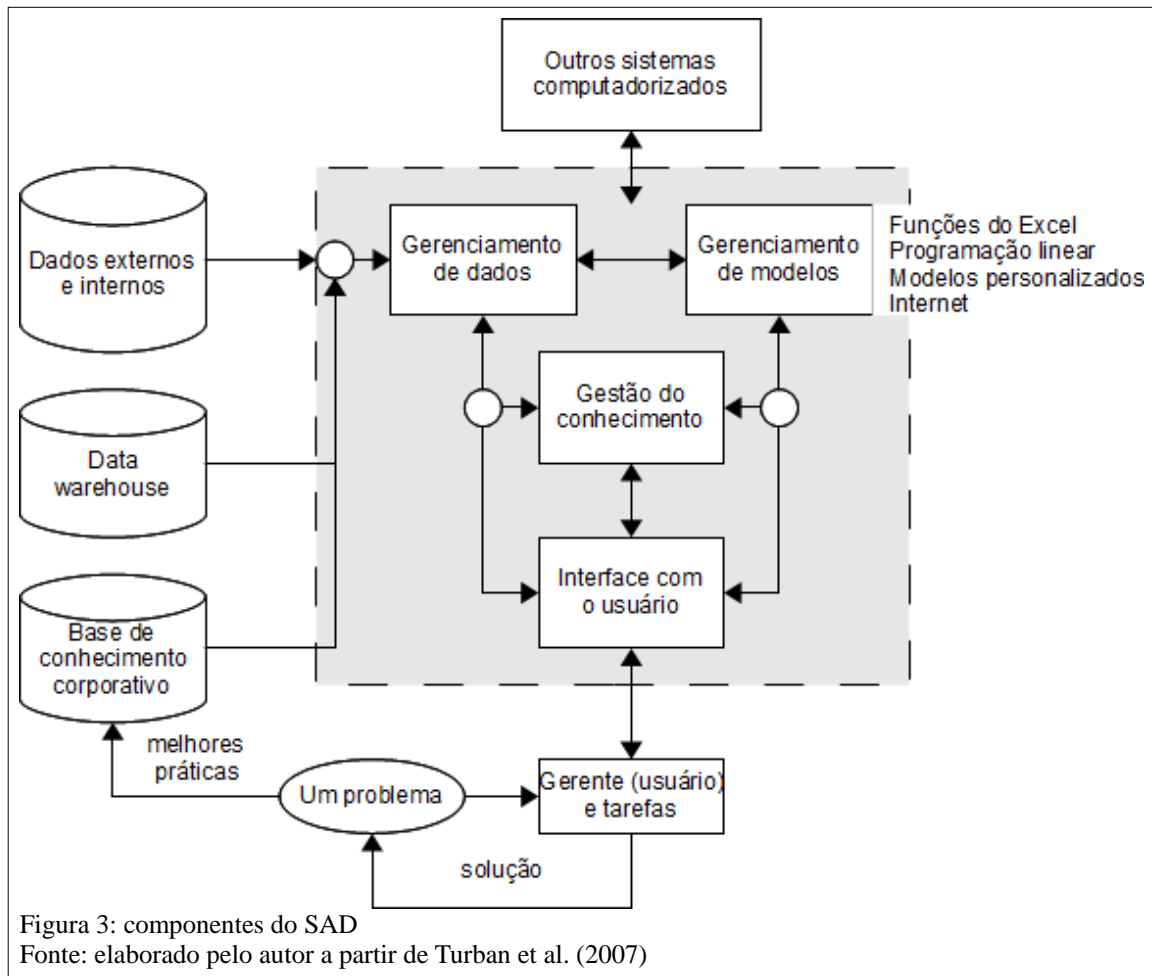 Outros sistemas
computadorizados
Dados externos
e internos
Gerenciamento
de dados
Gerenciamento
de modelos
Funções do Excel
Programação linear
Modelos personalizados
Internet
Gestão do
conhecimento
Data
warehouse
Interface com
o usuário
Base de
conhecimento
corporativo
melhores
práticas
Um problema
Gerente (usuário)
e tarefas
solução
Figura 3: componentes do SAD
Fonte: elaborado pelo autor a partir de Turban et al. (2007)